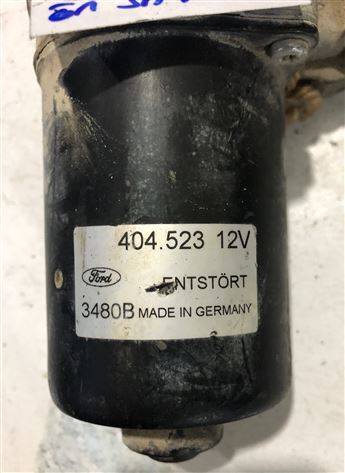 404.523 12V
Ford
ENTSTÖRT
3480B MADE IN GERMANY